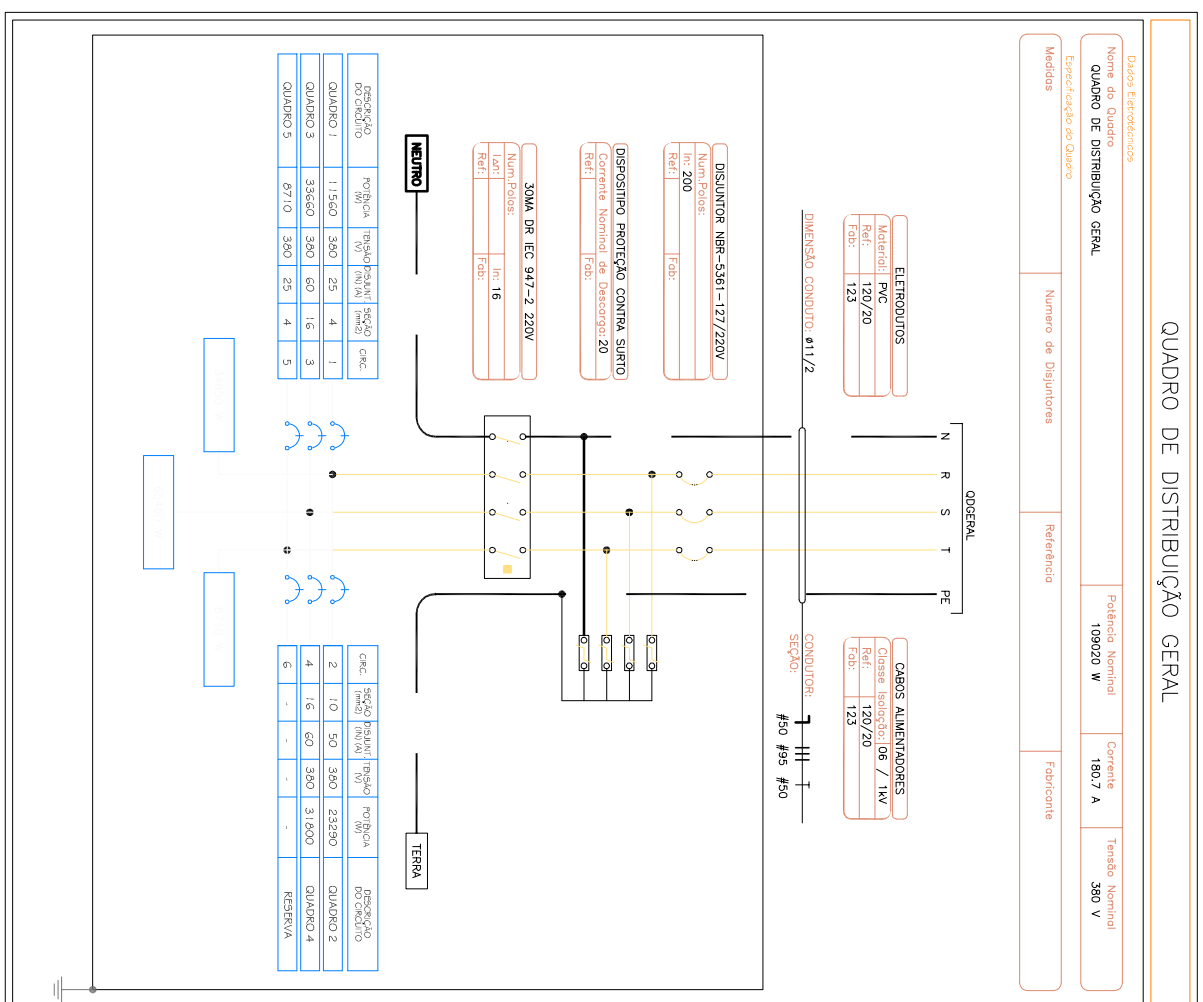 QUADRO DE DISTRIBUIÇÃO GERAL
Dados Eletrotécnicos
Nome do Quadro
QUADRO DE DISTRIBUIÇÃO GERAL
Potência Nominal
109020 W
Corrente
180.7 A
Tensão Nominal
380 V
Especificação do Quadro
Medidas
Numero de Disjuntores
Referência
Fabricante
QDGERAL
N R S T PE
ELETRODUTOS
Material: PVC
Ref: 120/20
Fab: 123
DIMENSÃO CONDUTO: ø11/2
CABOS ALIMENTADORES
Classe Isolação: 06 / 1kV
Ref: 120/20
Fab: 123
CONDUTOR:
SEÇÃO: #50 #95 #50
DISJUNTOR NBR-5361-127/220V
Num.Polos:
In: 200
Ref: Fab:
DISPOSITIPO PROTEÇÃO CONTRA SURTO
Corrente Nominal de Descarga: 20
Ref: Fab:
30MA DR IEC 947-2 220V
Num.Polos:
IΔn: In: 16
Ref: Fab:
NEUTRO
TERRA
DESCRIÇÃO DO CIRCUITO POTÊNCIA (W) TENSÃO (V) DISJUNT. (IN) (A) SEÇÃO (mm2) CIRC.
QUADRO 1 11560 380 25 4 1
QUADRO 3 33660 380 60 16 3
QUADRO 5 8710 380 25 4 5
CIRC. SEÇÃO (mm2) DISJUNT. (IN) (A) TENSÃO (V) POTÊNCIA (W) DESCRIÇÃO DO CIRCUITO
2 10 50 380 23290 QUADRO 2
4 16 60 380 31800 QUADRO 4
6 - - - - RESERVA